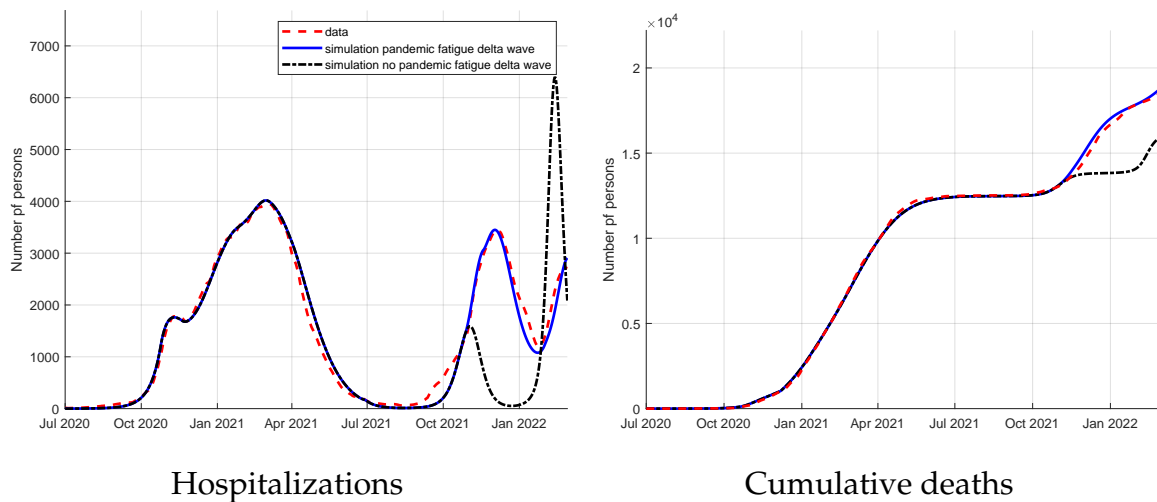 data
simulation pandemic fatigue delta wave
simulation no pandemic fatigue delta wave
Number pf persons
7000
6000
5000
4000
3000
2000
1000
0
Jul 2020
Oct 2020
Jan 2021
Apr 2021
Jul 2021
Oct 2021
Jan 2022
Hospitalizations
×10⁴
Number pf persons
2
1.5
1
0.5
0
Jul 2020
Oct 2020
Jan 2021
Apr 2021
Jul 2021
Oct 2021
Jan 2022
Cumulative deaths